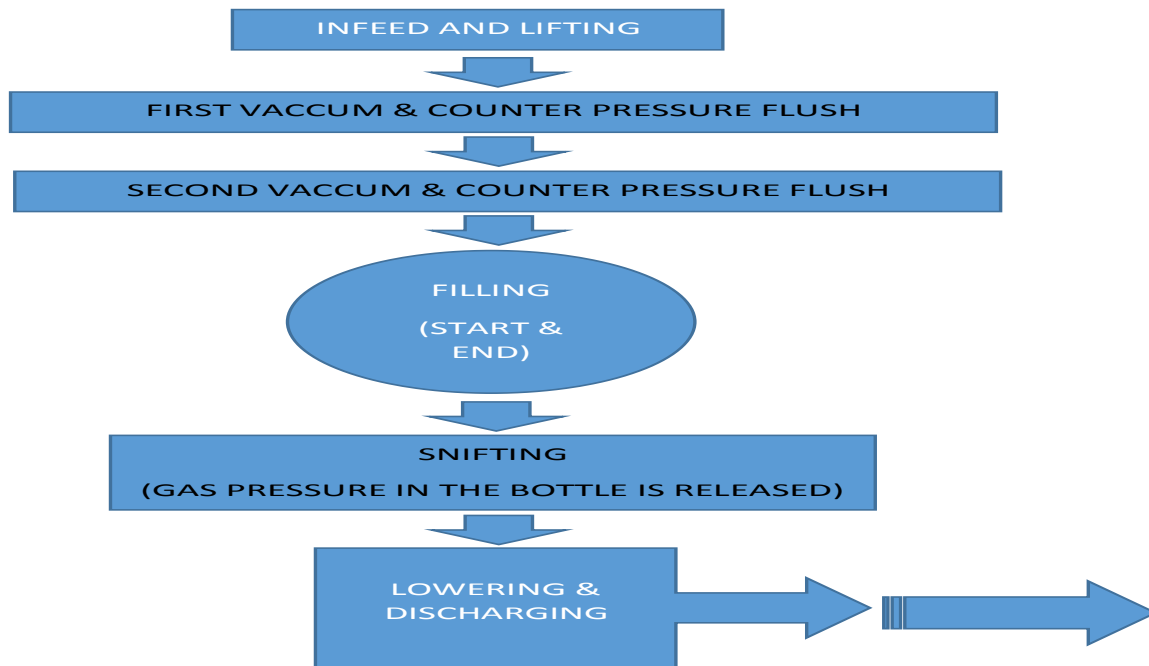 INFEED AND LIFTING
FIRST VACCUM & COUNTER PRESSURE FLUSH
SECOND VACCUM & COUNTER PRESSURE FLUSH
FILLING
(START &
END)
SNIFTING
(GAS PRESSURE IN THE BOTTLE IS RELEASED)
LOWERING &
DISCHARGING